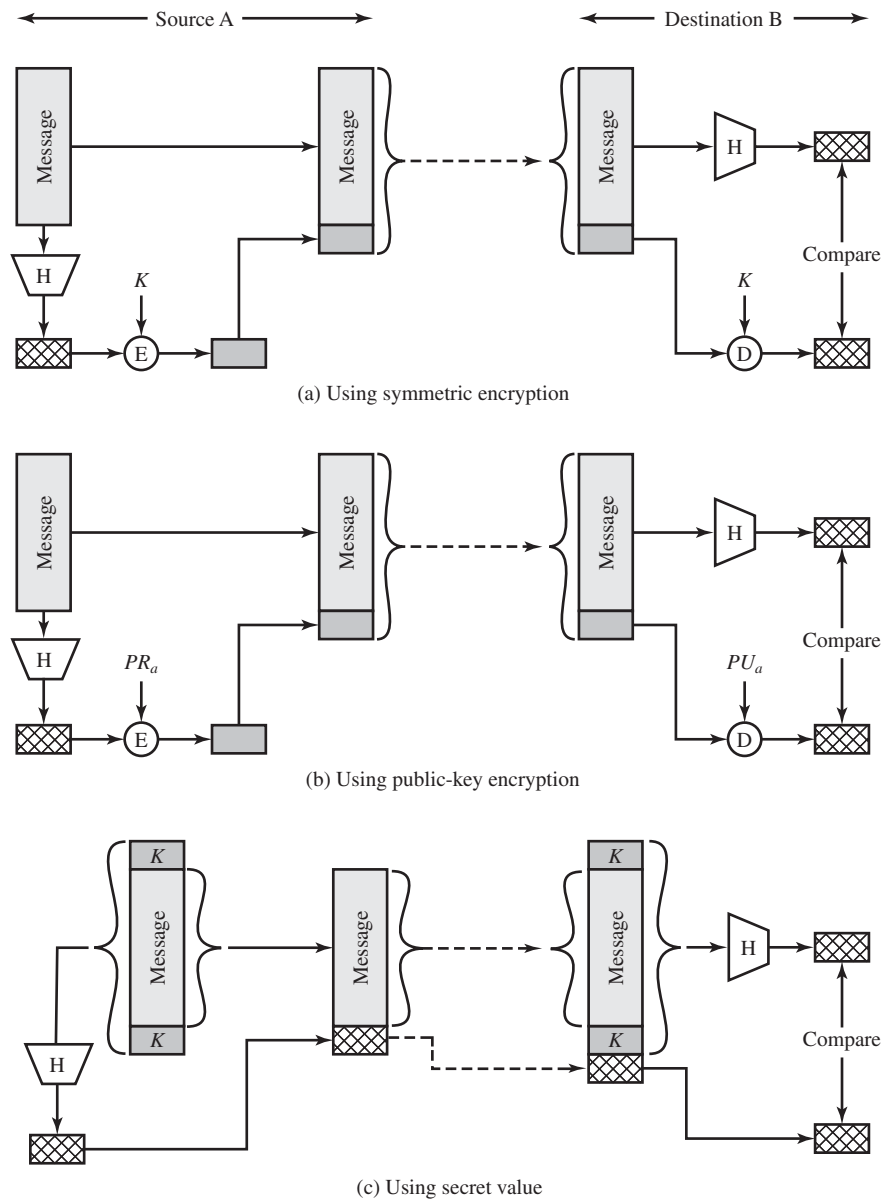 Source A
Destination B
Message
Message
Message
H
H
K
K
Compare
E
D
(a) Using symmetric encryption
Message
Message
Message
H
H
PRa
PUa
Compare
E
D
(b) Using public-key encryption
K
K
Message
Message
Message
H
K
K
H
Compare
(c) Using secret value